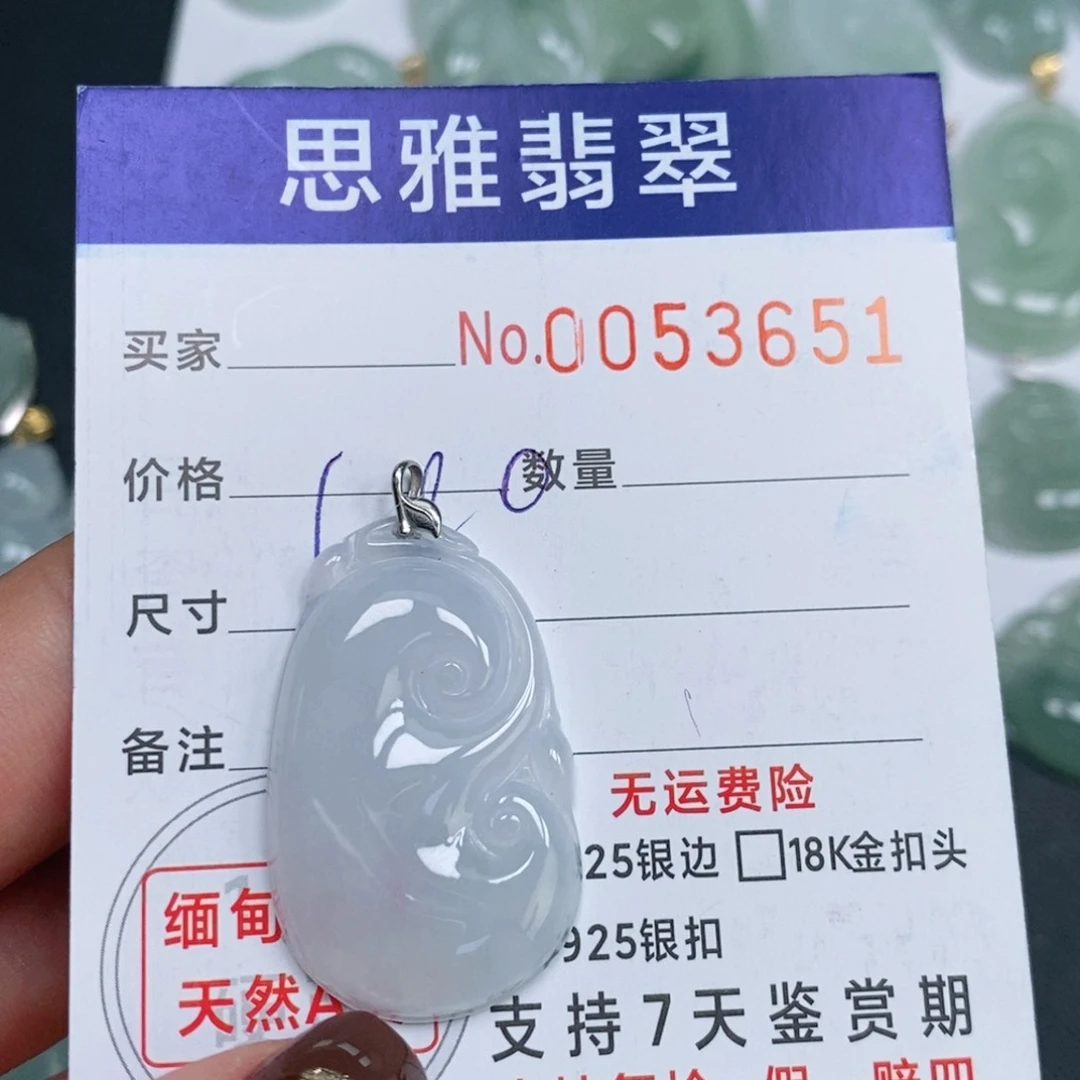 思雅翡翠
买家 No.0053651
价格 数量
尺寸
备注
无运费险
25银边 □18K金扣头
缅甸
925银扣
天然A
支持7天鉴赏期